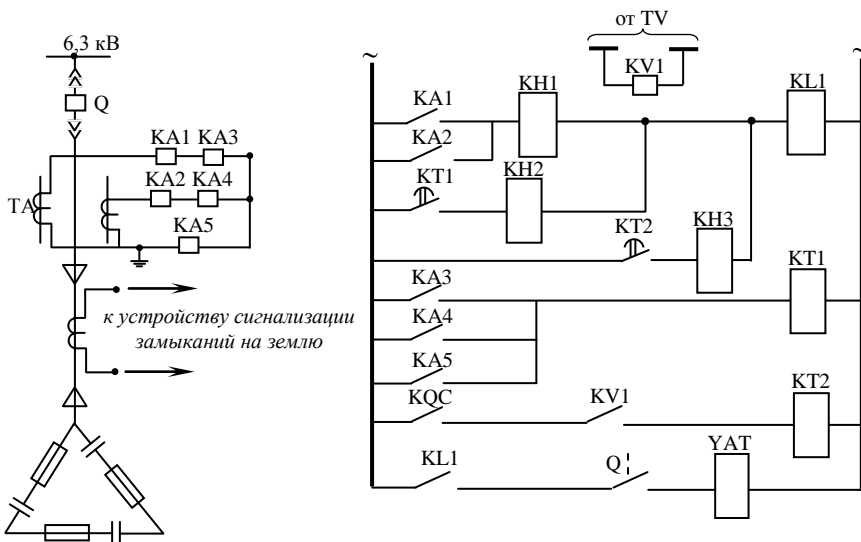 6,3 кВ
Q
KA1 KA3
KA2 KA4
TA
KA5
к устройству сигнализации
замыканий на землю
от TV
KV1
~
~
KA1
KH1
KL1
KA2
KT1
KH2
KT2
KH3
KA3
KT1
KA4
KA5
KQC
KV1
KT2
KL1
Q
YAT